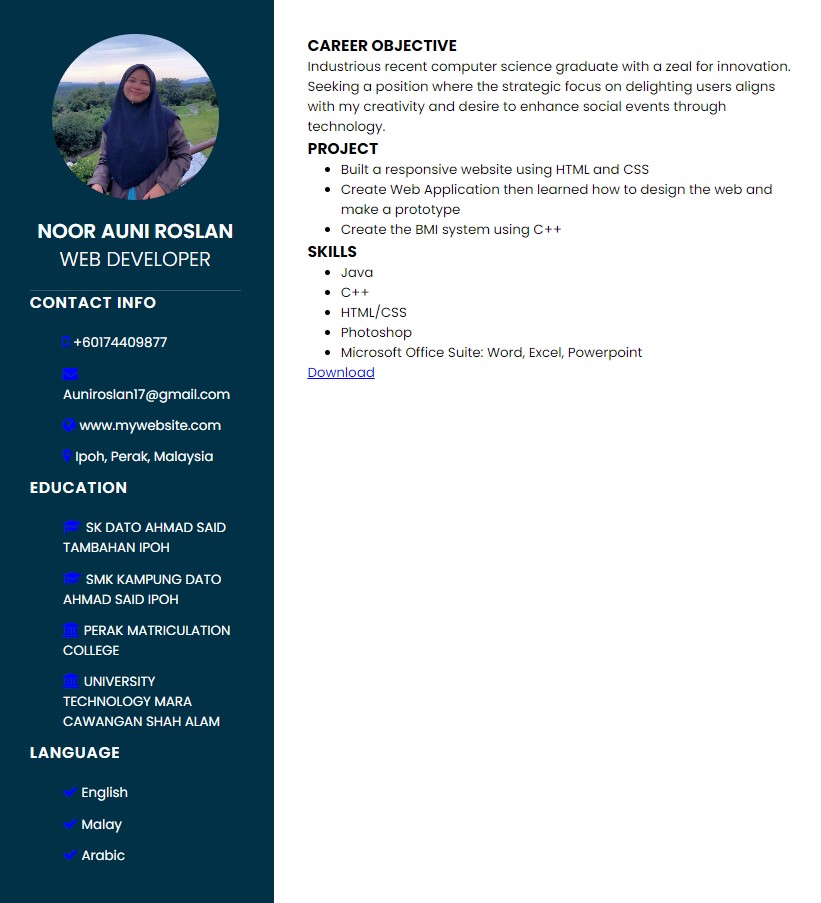 NOOR AUNI ROSLAN
WEB DEVELOPER
CONTACT INFO
+60174409877
Auniroslan17@gmail.com
www.mywebsite.com
Ipoh, Perak, Malaysia
EDUCATION
SK DATO AHMAD SAID
TAMBAHAN IPOH
SMK KAMPUNG DATO
AHMAD SAID IPOH
PERAK MATRICULATION
COLLEGE
UNIVERSITY
TECHNOLOGY MARA
CAWANGAN SHAH ALAM
LANGUAGE
English
Malay
Arabic
CAREER OBJECTIVE
Industrious recent computer science graduate with a zeal for innovation.
Seeking a position where the strategic focus on delighting users aligns
with my creativity and desire to enhance social events through
technology.
PROJECT
Built a responsive website using HTML and CSS
Create Web Application then learned how to design the web and
make a prototype
Create the BMI system using C++
SKILLS
Java
C++
HTML/CSS
Photoshop
Microsoft Office Suite: Word, Excel, Powerpoint
Download